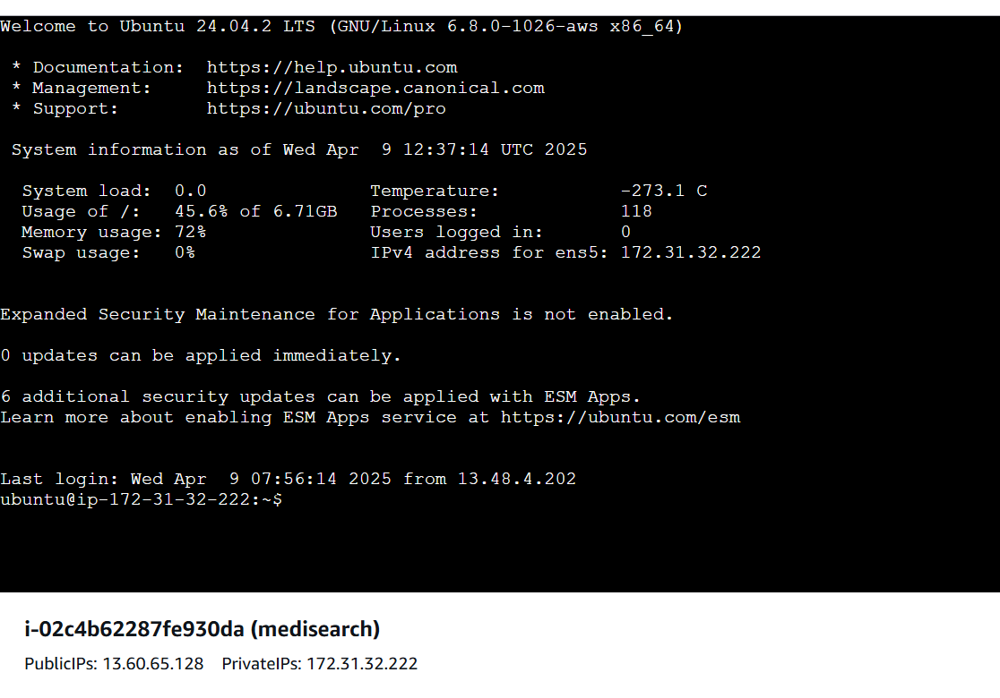 Welcome to Ubuntu 24.04.2 LTS (GNU/Linux 6.8.0-1026-aws x86_64)
* Documentation: https://help.ubuntu.com
* Management: https://landscape.canonical.com
* Support: https://ubuntu.com/pro
System information as of Wed Apr 9 12:37:14 UTC 2025
System load: 0.0 Temperature: -273.1 C
Usage of /: 45.6% of 6.71GB Processes: 118
Memory usage: 72% Users logged in: 0
Swap usage: 0% IPv4 address for ens5: 172.31.32.222
Expanded Security Maintenance for Applications is not enabled.
0 updates can be applied immediately.
6 additional security updates can be applied with ESM Apps.
Learn more about enabling ESM Apps service at https://ubuntu.com/esm
Last login: Wed Apr 9 07:56:14 2025 from 13.48.4.202
ubuntu@ip-172-31-32-222:~$
i-02c4b62287fe930da (medisearch)
PublicIPs: 13.60.65.128 PrivateIPs: 172.31.32.222